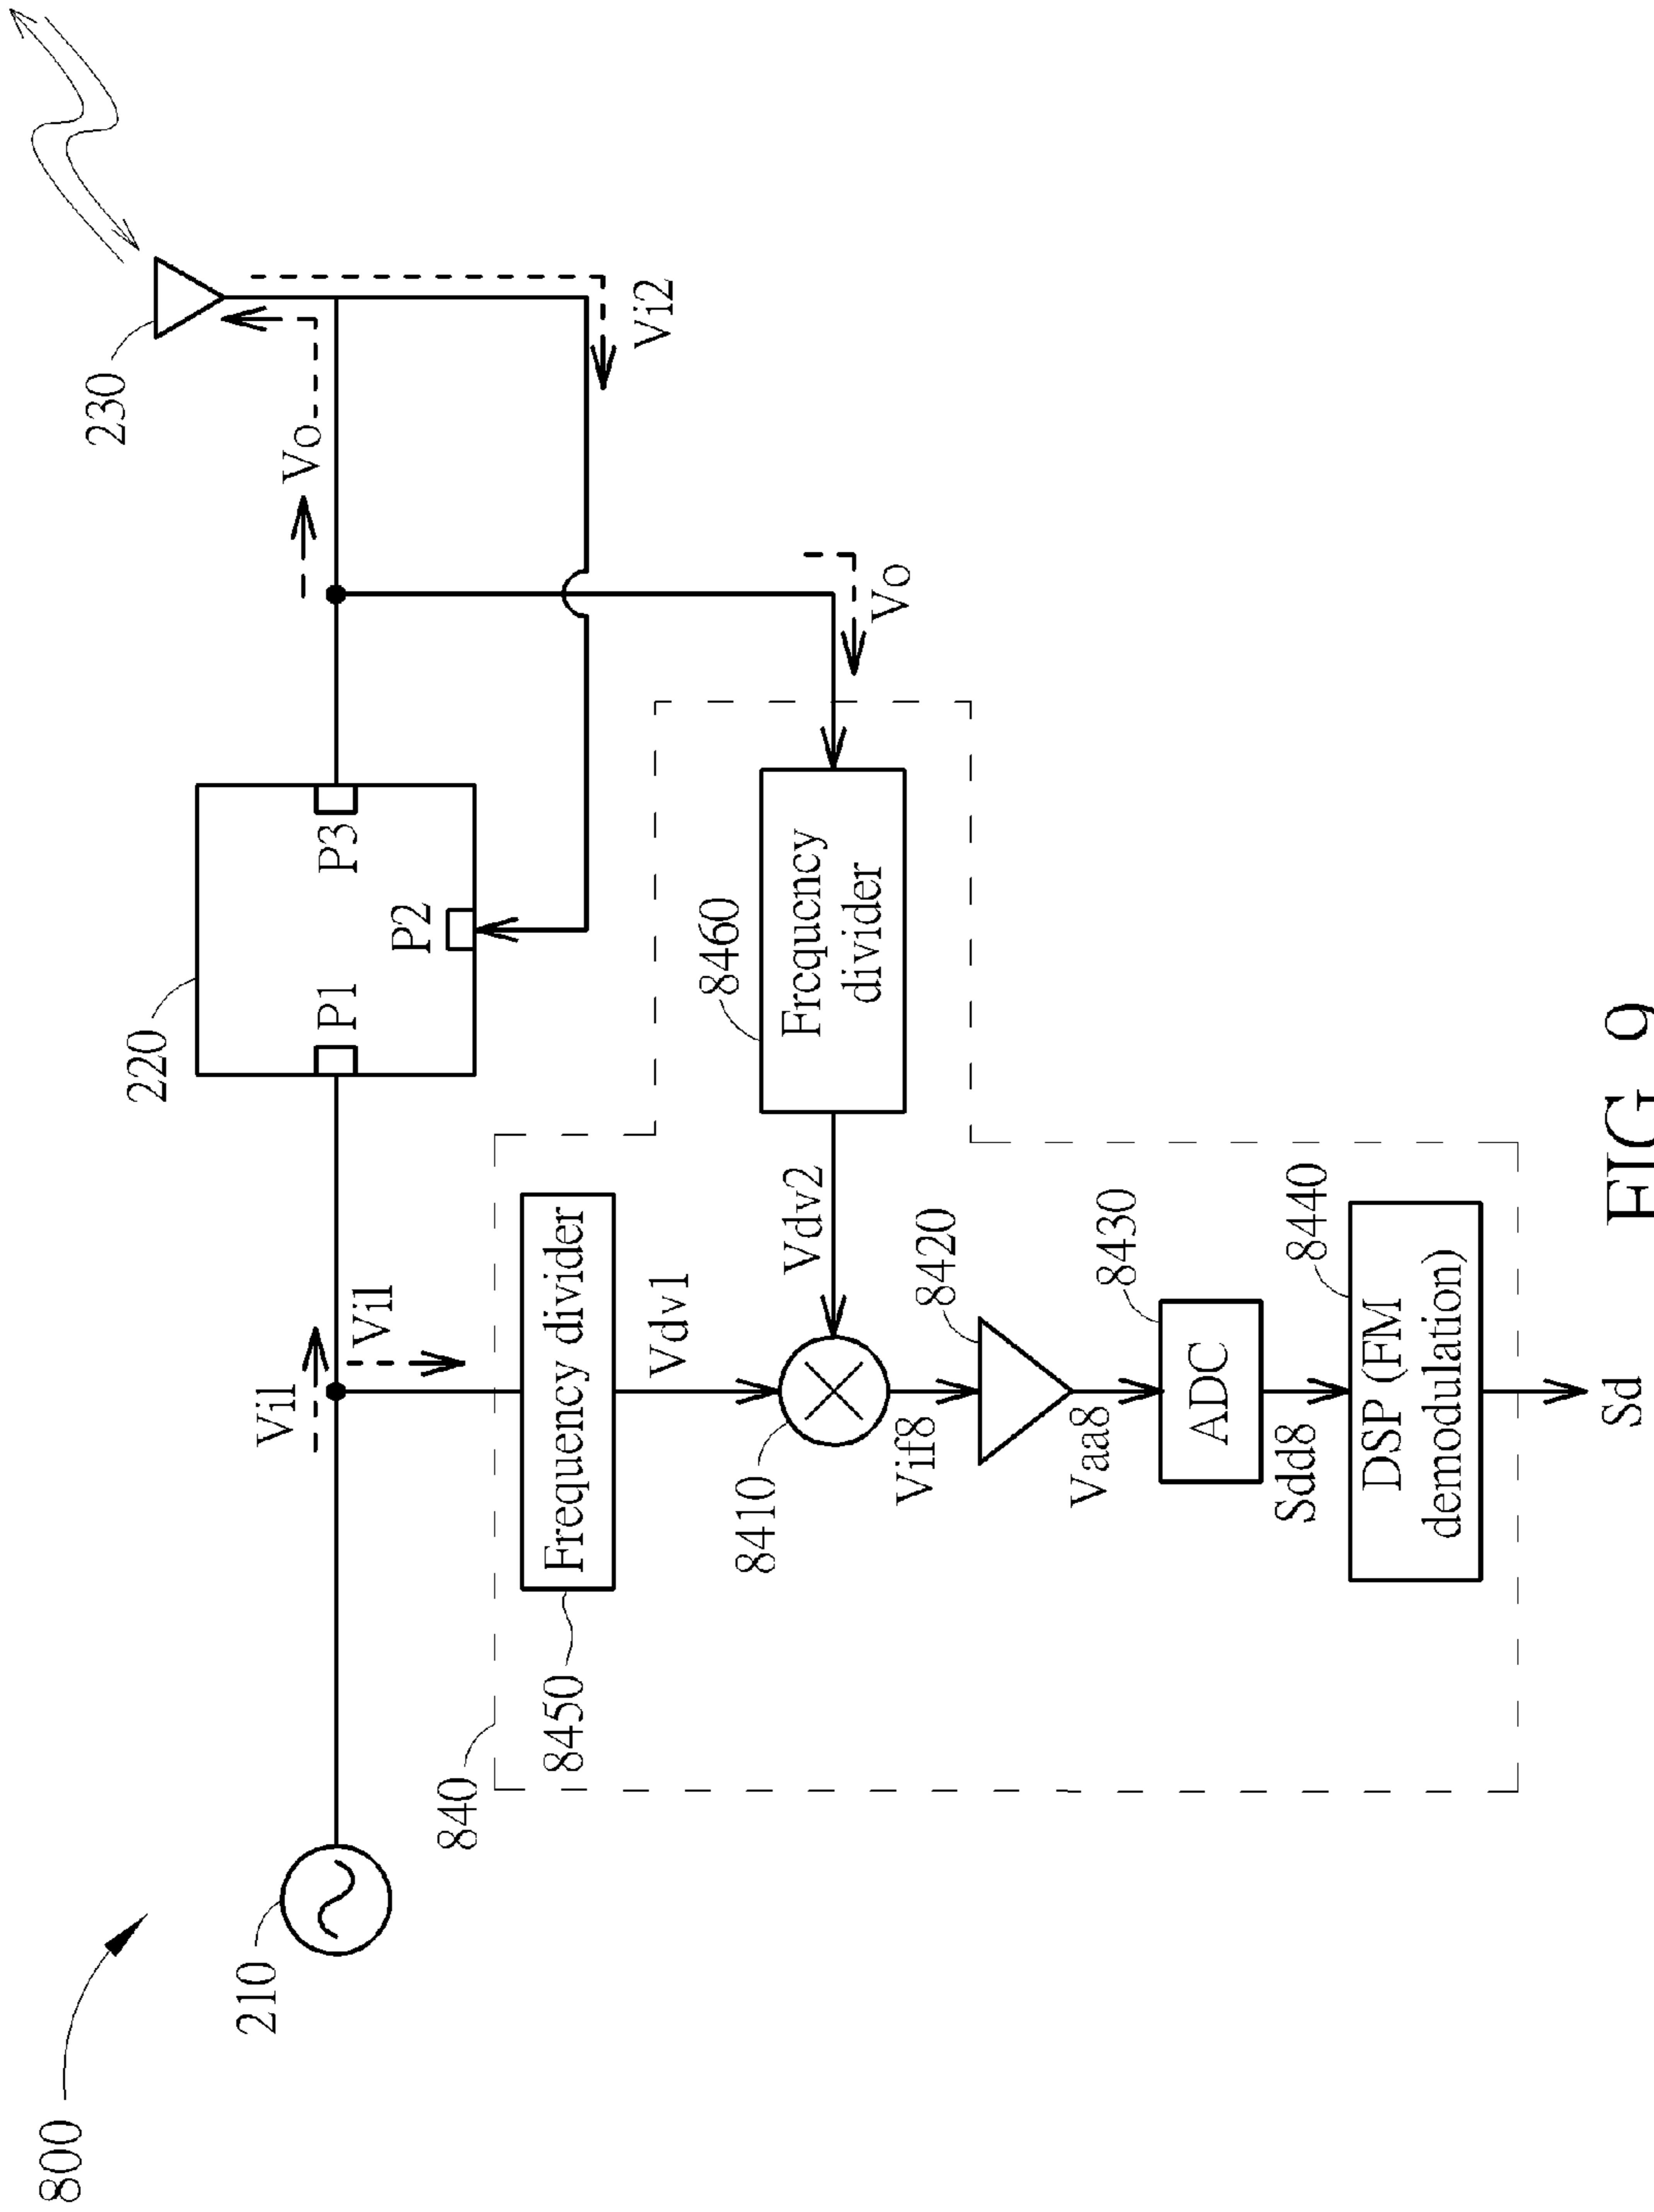 800
210
Vi1
Vi1
220
P1
P2
P3
Vo
230
Vi2
Vo
840
8450
Frequency divider
Vdv1
8460
Frequency
divider
Vdv2
8410
Vif8
8420
Vaa8
8430
ADC
Sdd8
8440
DSP (FM
demodulation)
Sd
FIG 9